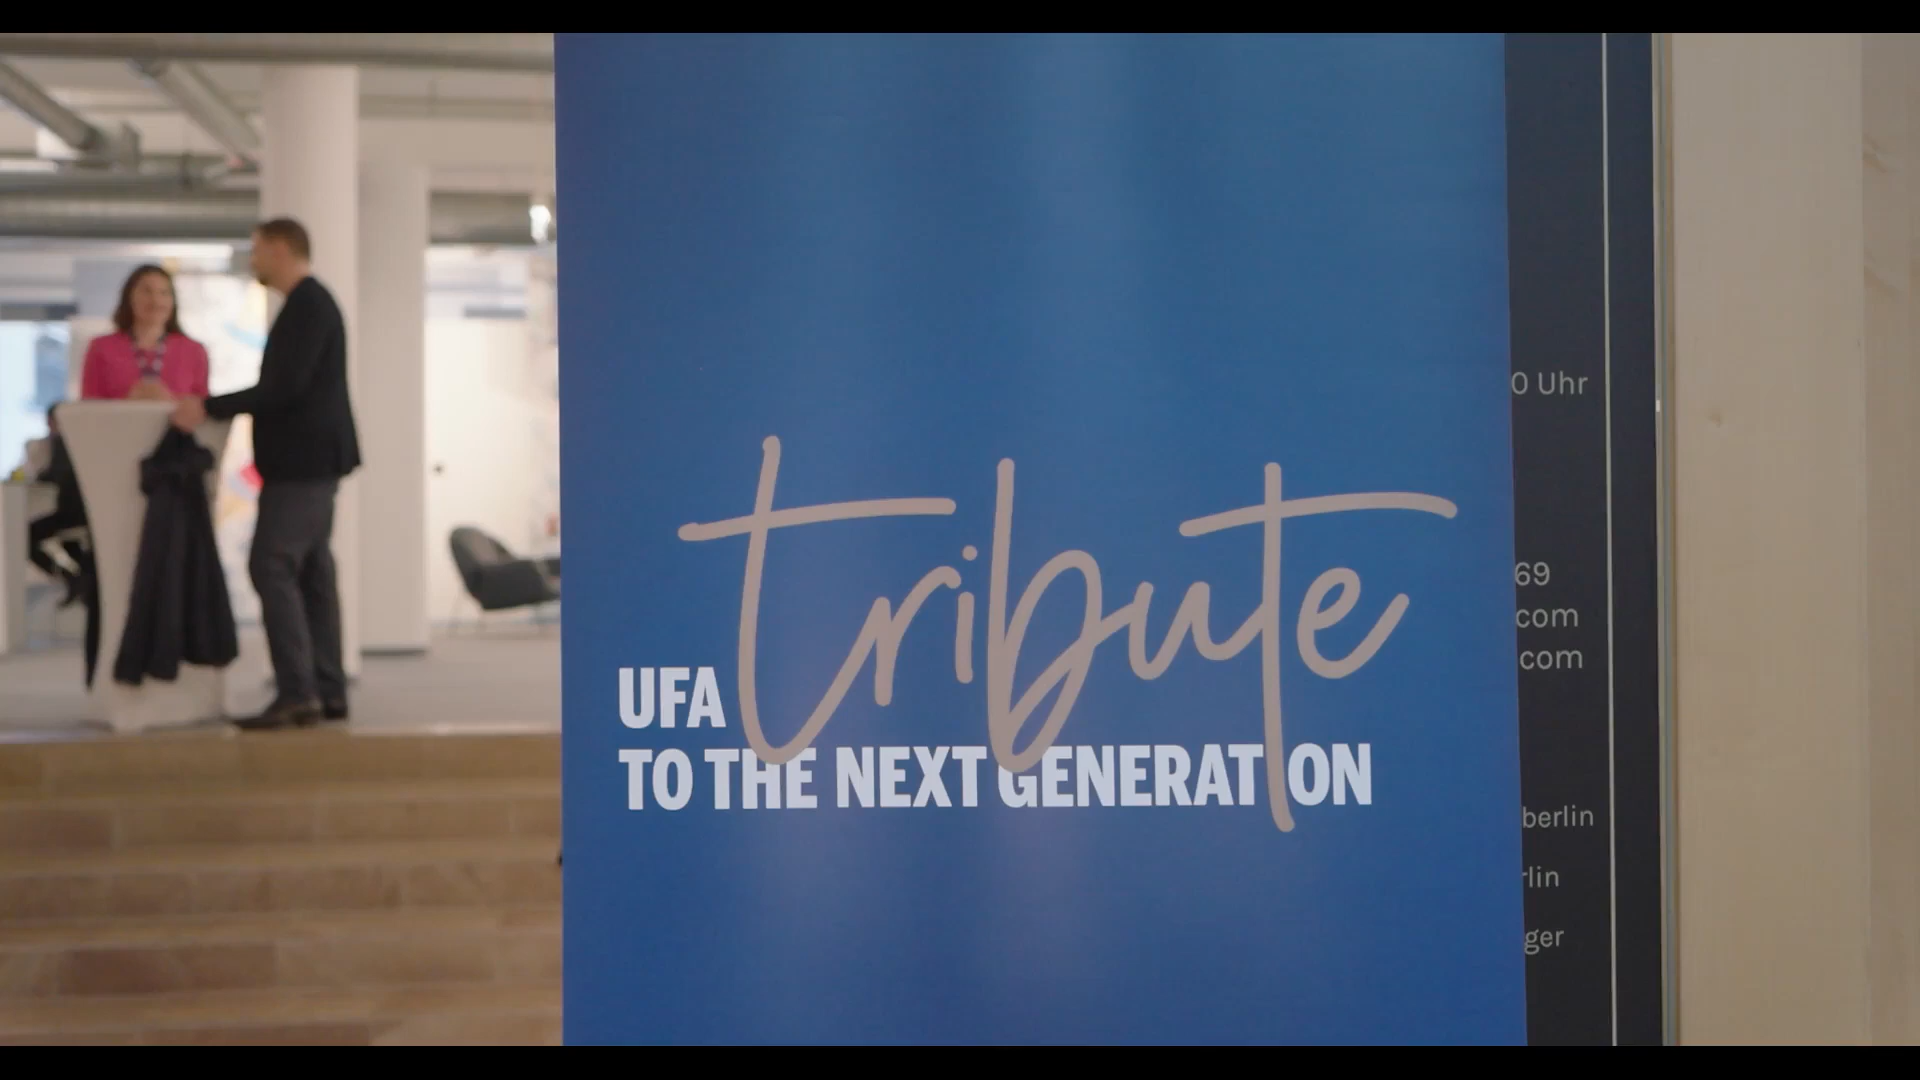 UFA tribute
TO THE NEXT GENERATION
0 Uhr
69
com
com
berlin
rlin
ger